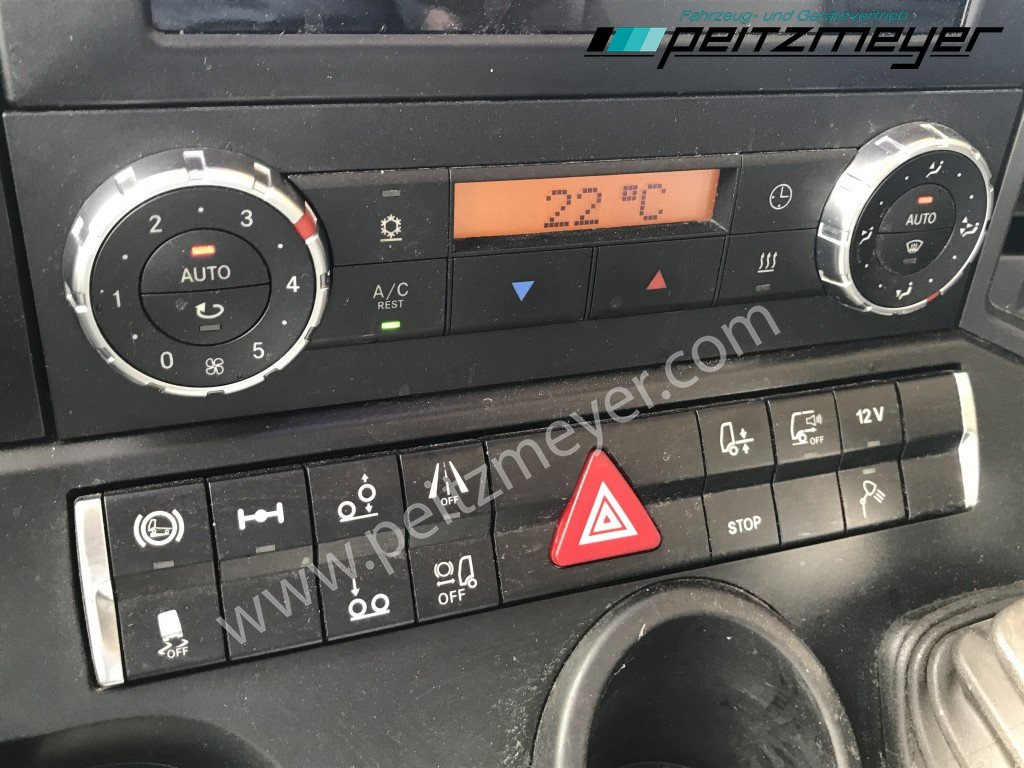 Fahrzeug- und Gerätevertrieb
peitzmeyer
22 °C
2 3
AUTO
1 4
0 5
A/C
REST
AUTO
OFF
OFF
12V
OFF
OFF
STOP
www.peitzmeyer.com